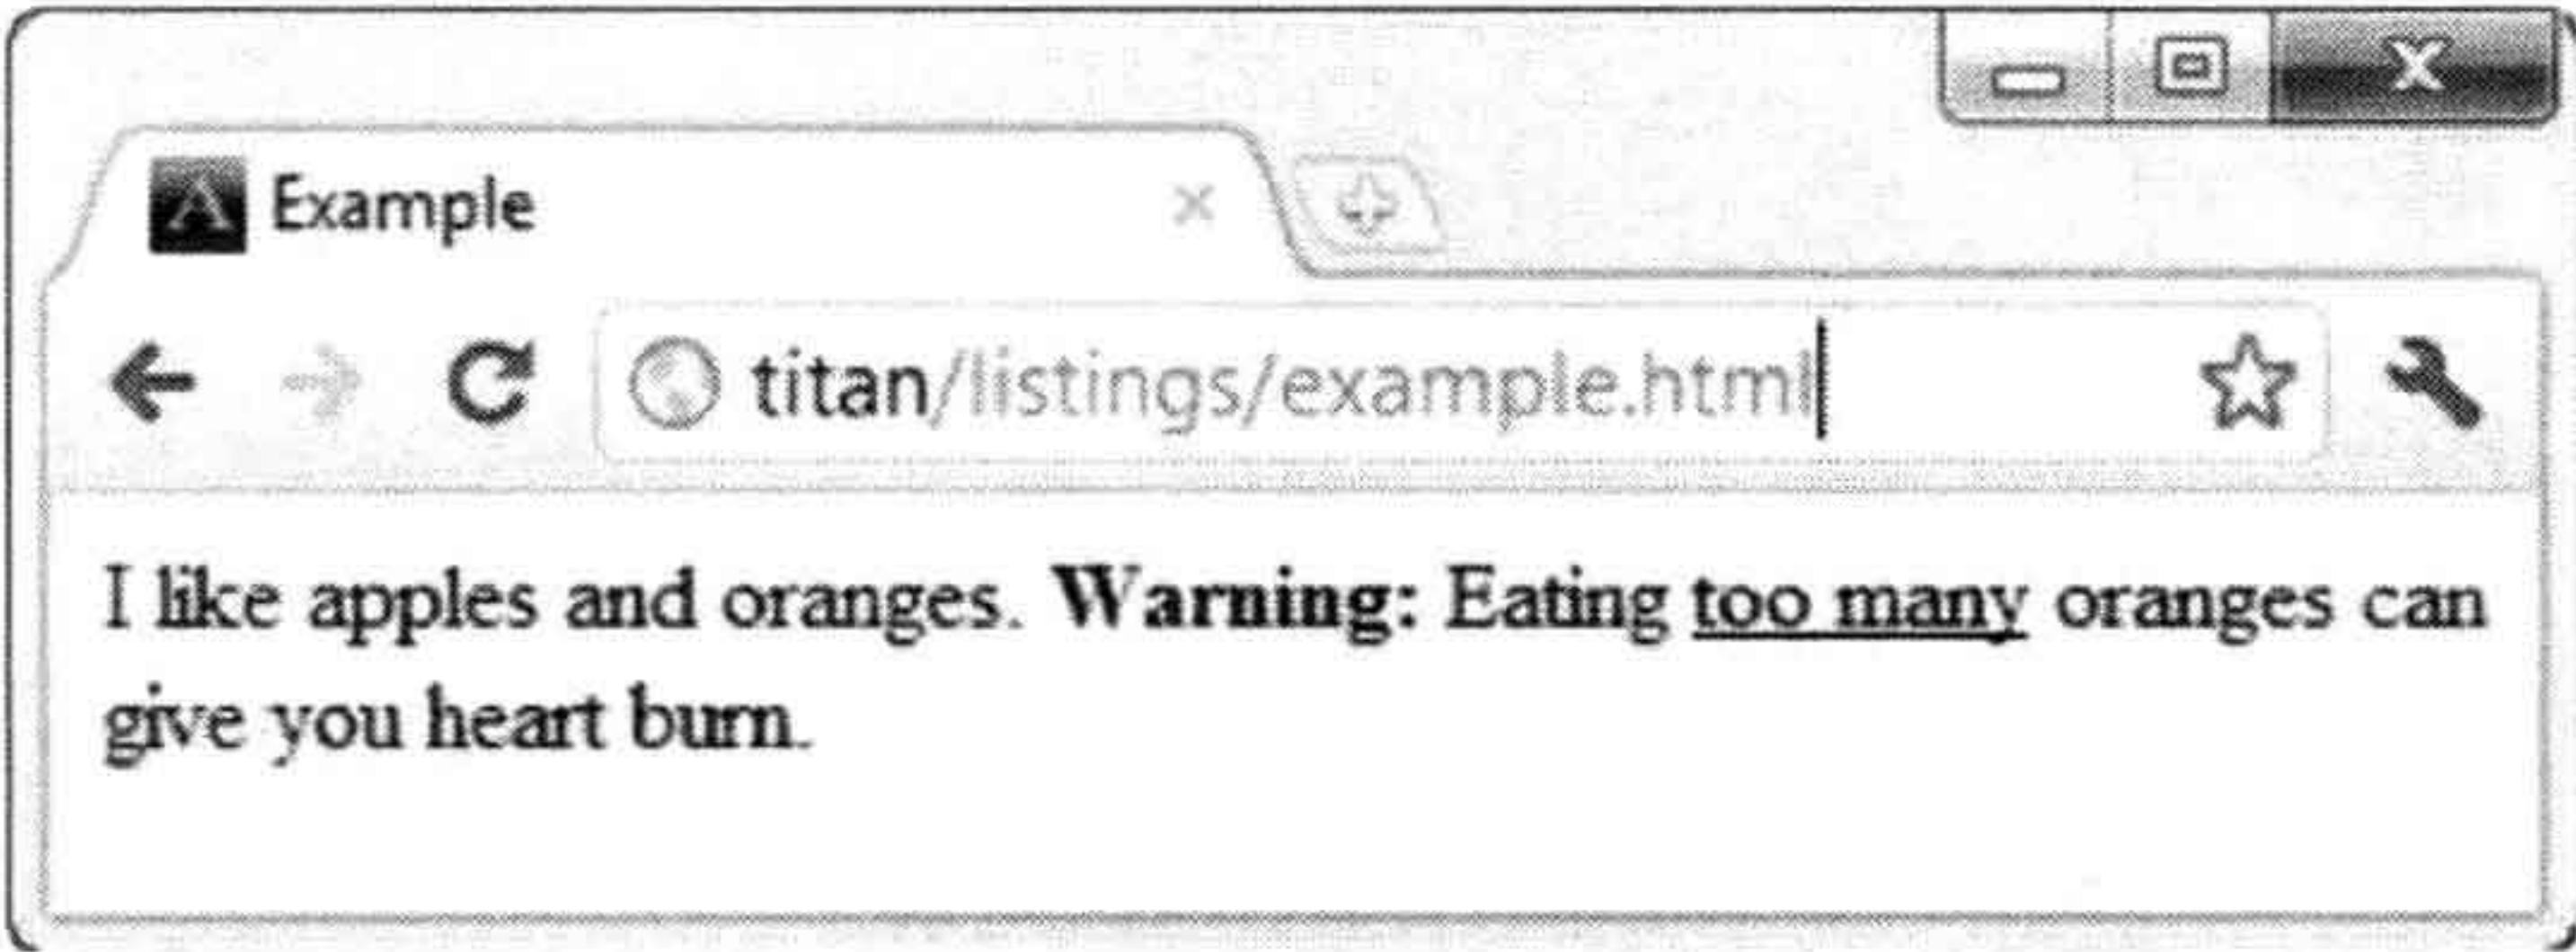 A Example
titan/listings/example.html
I like apples and oranges. Warning: Eating too many oranges can
give you heart burn.